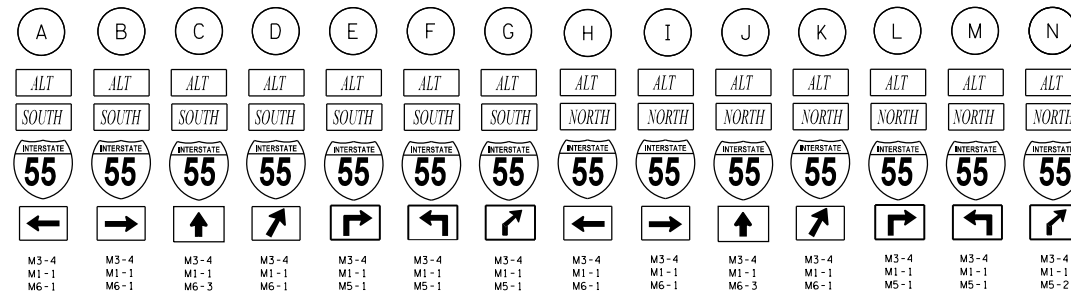 A B C D E F G H I J K L M N
ALT ALT ALT ALT ALT ALT ALT ALT ALT ALT ALT ALT ALT ALT
SOUTH SOUTH SOUTH SOUTH SOUTH SOUTH SOUTH NORTH NORTH NORTH NORTH NORTH NORTH NORTH
INTERSTATE INTERSTATE INTERSTATE INTERSTATE INTERSTATE INTERSTATE INTERSTATE INTERSTATE INTERSTATE INTERSTATE INTERSTATE INTERSTATE INTERSTATE INTERSTATE
55 55 55 55 55 55 55 55 55 55 55 55 55 55
M3-4 M3-4 M3-4 M3-4 M3-4 M3-4 M3-4 M3-4 M3-4 M3-4 M3-4 M3-4 M3-4 M3-4
M1-1 M1-1 M1-1 M1-1 M1-1 M1-1 M1-1 M1-1 M1-1 M1-1 M1-1 M1-1 M1-1 M1-1
M6-1 M6-1 M6-3 M6-1 M5-1 M5-1 M5-1 M6-1 M6-1 M6-3 M6-1 M5-1 M5-1 M5-2